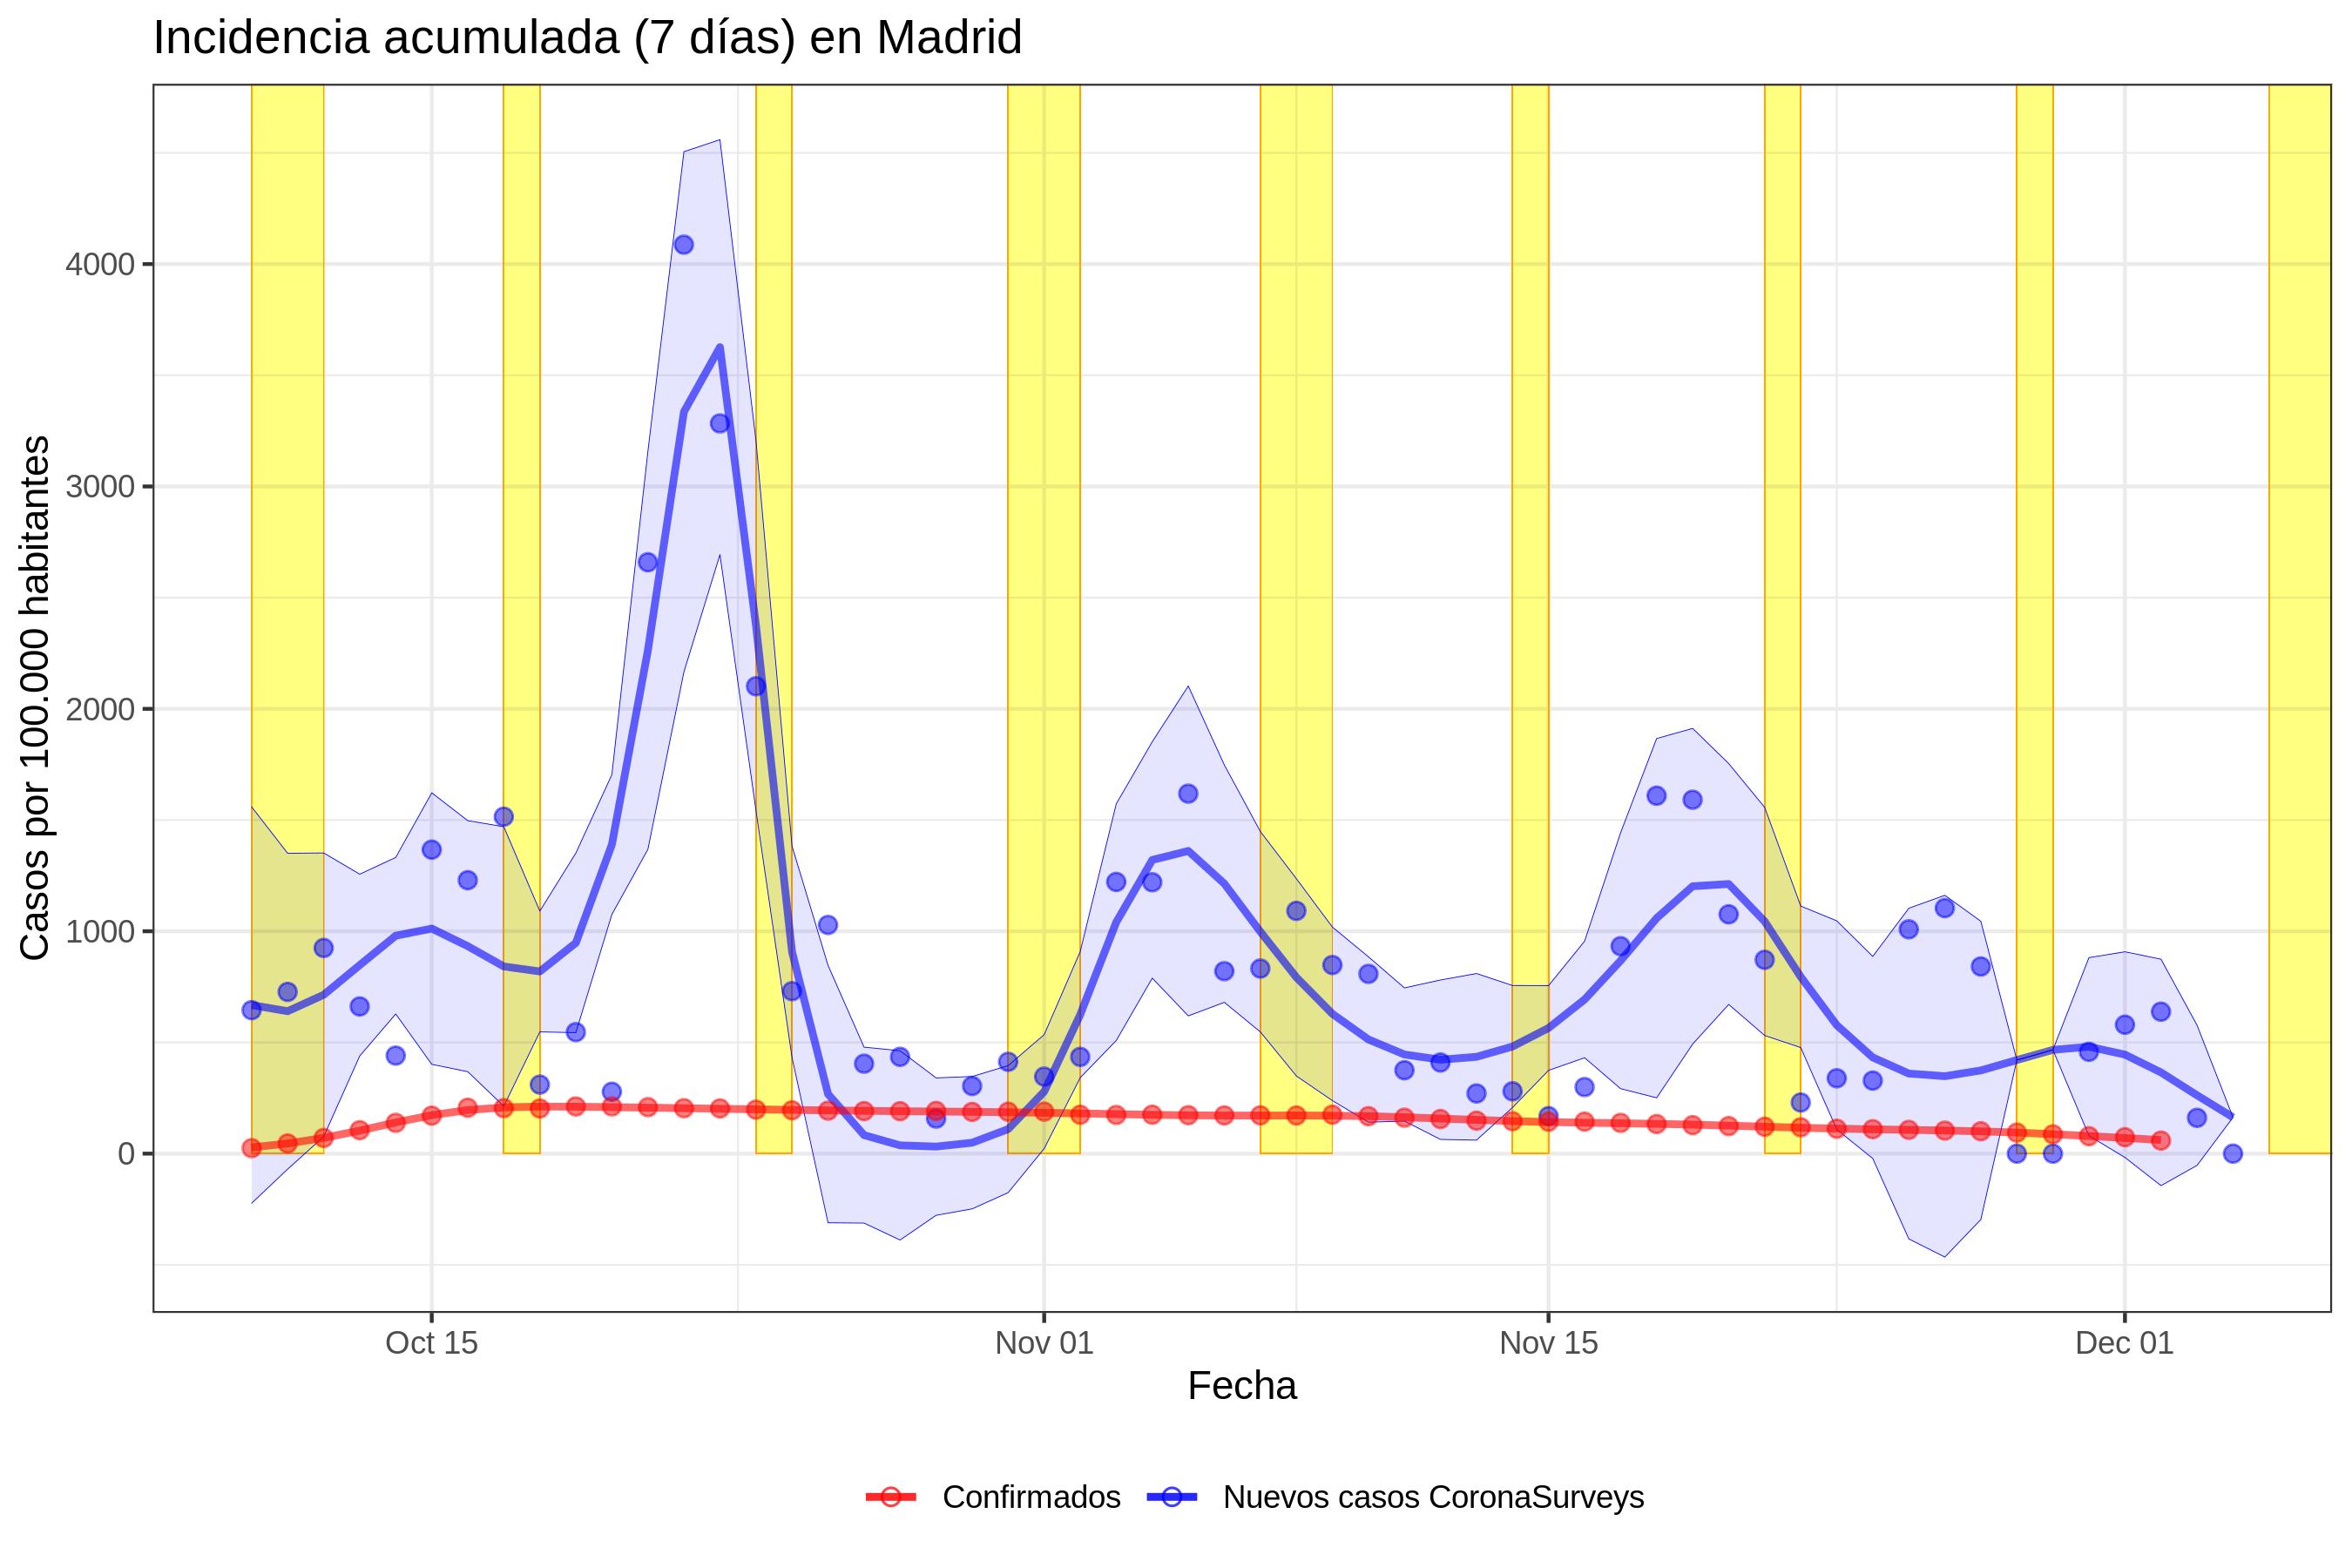 Incidencia acumulada (7 días) en Madrid
Casos por 100.000 habitantes
4000
3000
2000
1000
0
Oct 15
Nov 01
Nov 15
Dec 01
Fecha
Confirmados
Nuevos casos CoronaSurveys